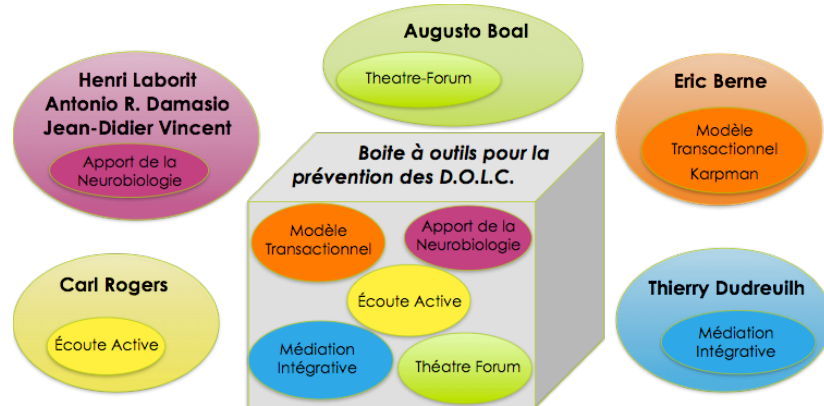 Augusto Boal
Theatre-Forum
Henri Laborit
Antonio R. Damasio
Jean-Didier Vincent
Apport de la
Neurobiologie
Eric Berne
Modèle
Transactionnel
Karpman
Boite à outils pour la
prévention des D.O.L.C.
Modèle
Transactionnel
Apport de la
Neurobiologie
Écoute Active
Médiation
Intégrative
Théatre Forum
Carl Rogers
Écoute Active
Thierry Dudreuilh
Médiation
Intégrative